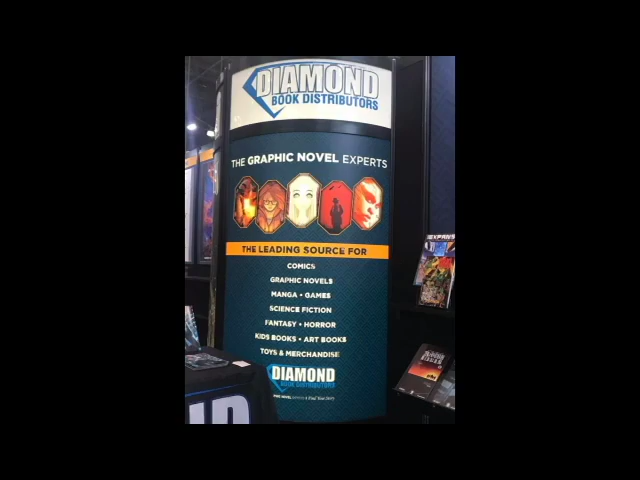 DIAMOND
BOOK DISTRIBUTORS
THE GRAPHIC NOVEL EXPERTS
THE LEADING SOURCE FOR
COMICS
GRAPHIC NOVELS
MANGA • GAMES
SCIENCE FICTION
FANTASY • HORROR
KIDS BOOKS • ART BOOKS
TOYS & MERCHANDISE
DIAMOND
BOOK DISTRIBUTORS